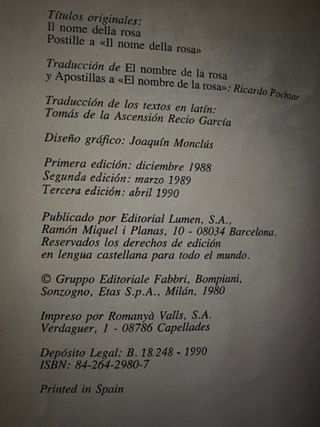 Títulos originales:
Il nome della rosa
Postille a «Il nome della rosa»
Traducción de El nombre de la rosa
y Apostillas a «El nombre de la rosa»: Ricardo Pochtar
Traducción de los textos en latín:
Tomás de la Ascensión Recio García
Diseño gráfico: Joaquín Monclús
Primera edición: diciembre 1988
Segunda edición: marzo 1989
Tercera edición: abril 1990
Publicado por Editorial Lumen, S.A.,
Ramón Miquel i Planas, 10 - 08034 Barcelona.
Reservados los derechos de edición
en lengua castellana para todo el mundo.
© Gruppo Editoriale Fabbri, Bompiani,
Sonzogno, Etas S.p.A., Milán, 1980
Impreso por Romanyà Valls, S.A.
Verdaguer, 1 - 08786 Capellades
Depósito Legal: B. 18.248 - 1990
ISBN: 84-264-2980-7
Printed in Spain